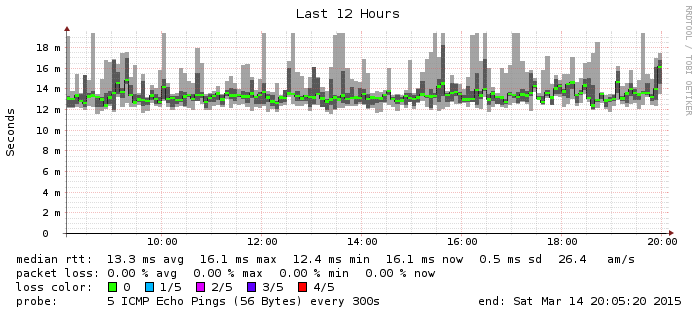 Last 12 Hours
RRDTOOL / TOBI OETIKER
Seconds
18 m
16 m
14 m
12 m
10 m
8 m
6 m
4 m
2 m
0
10:00 12:00 14:00 16:00 18:00 20:00
median rtt: 13.3 ms avg 16.1 ms max 12.4 ms min 16.1 ms now 0.5 ms sd 26.4 am/s
packet loss: 0.00 % avg 0.00 % max 0.00 % min 0.00 % now
loss color: 0 1/5 2/5 3/5 4/5
probe: 5 ICMP Echo Pings (56 Bytes) every 300s end: Sat Mar 14 20:05:20 2015